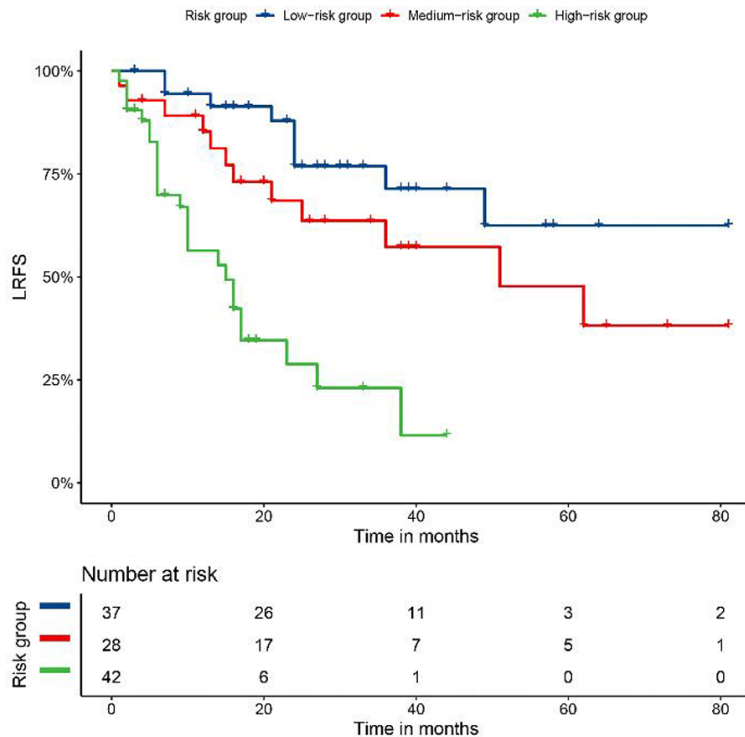 Risk group Low-risk group Medium-risk group High-risk group
100%
75%
50%
25%
0%
LRFS
0 20 40 60 80
Time in months
Number at risk
Risk group
37 26 11 3 2
28 17 7 5 1
42 6 1 0 0
0 20 40 60 80
Time in months